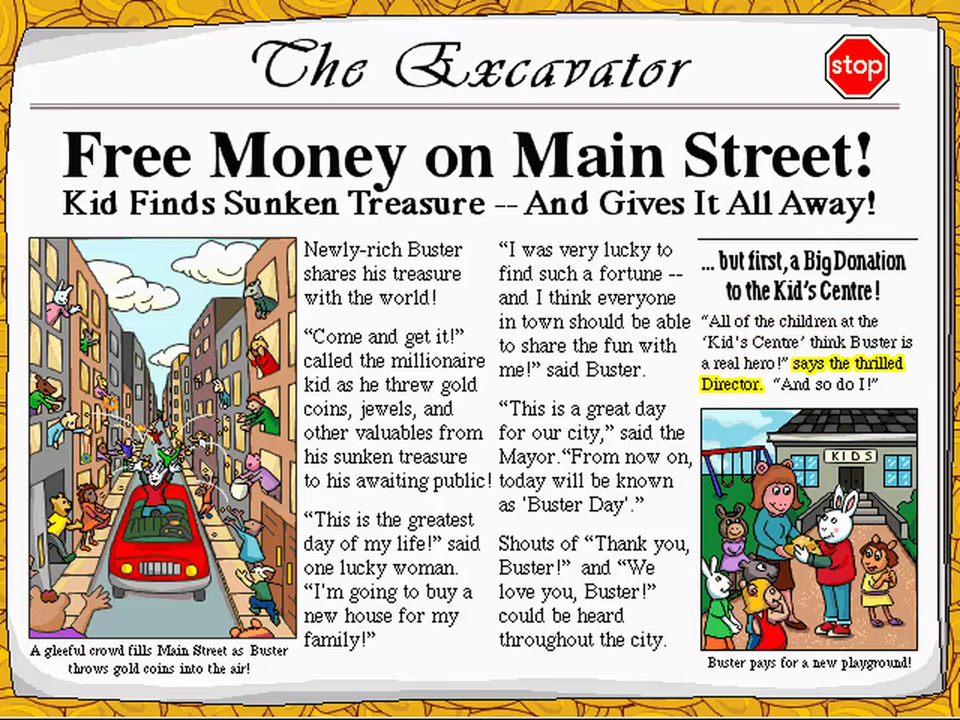 The Excavator
stop
Free Money on Main Street!
Kid Finds Sunken Treasure -- And Gives It All Away!
Newly-rich Buster
shares his treasure
with the world!
“Come and get it!”
called the millionaire
kid as he threw gold
coins, jewels, and
other valuables from
his sunken treasure
to his awaiting public!
“This is the greatest
day of my life!” said
one lucky woman.
“I'm going to buy a
new house for my
family!”
“I was very lucky to
find such a fortune --
and I think everyone
in town should be able
to share the fun with
me!” said Buster.
“This is a great day
for our city,” said the
Mayor.“From now on,
today will be known
as 'Buster Day'.”
Shouts of “Thank you,
Buster!” and “We
love you, Buster!”
could be heard
throughout the city.
... but first, a Big Donation
to the Kid's Centre!
“All of the children at the
'Kid's Centre' think Buster is
a real hero!” says the thrilled
Director. “And so do I!”
KIDS
A gleeful crowd fills Main Street as Buster
throws gold coins into the air!
Buster pays for a new playground!